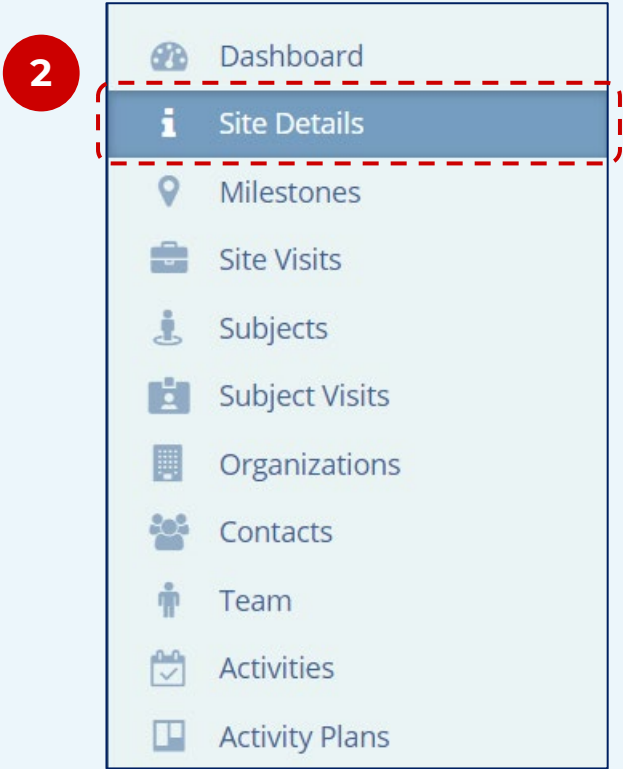 2
Dashboard
Site Details
Milestones
Site Visits
Subjects
Subject Visits
Organizations
Contacts
Team
Activities
Activity Plans